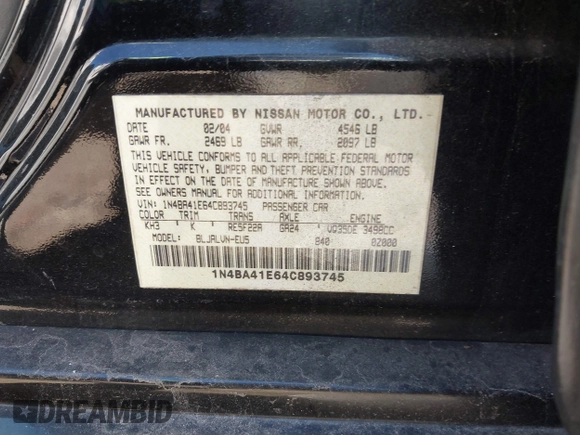 MANUFACTURED BY NISSAN MOTOR CO., LTD.
DATE 02/04 GVWR 4546 LB
GAWR FR. 2469 LB GAWR RR. 2097 LB
THIS VEHICLE CONFORMS TO ALL APPLICABLE FEDERAL MOTOR
VEHICLE SAFETY, BUMPER AND THEFT PREVENTION STANDARDS
IN EFFECT ON THE DATE OF MANUFACTURE SHOWN ABOVE.
SEE OWNERS MANUAL FOR ADDITIONAL INFORMATION.
VIN: 1N4BA41E64C893745 PASSENGER CAR
COLOR TRIM TRANS AXLE ENGINE
KH3 K RE5F22A GA24 VQ35DE 3498CC
MODEL: BLJALVN-EU5 840 0Z000
1N4BA41E64C893745
DREAMBID